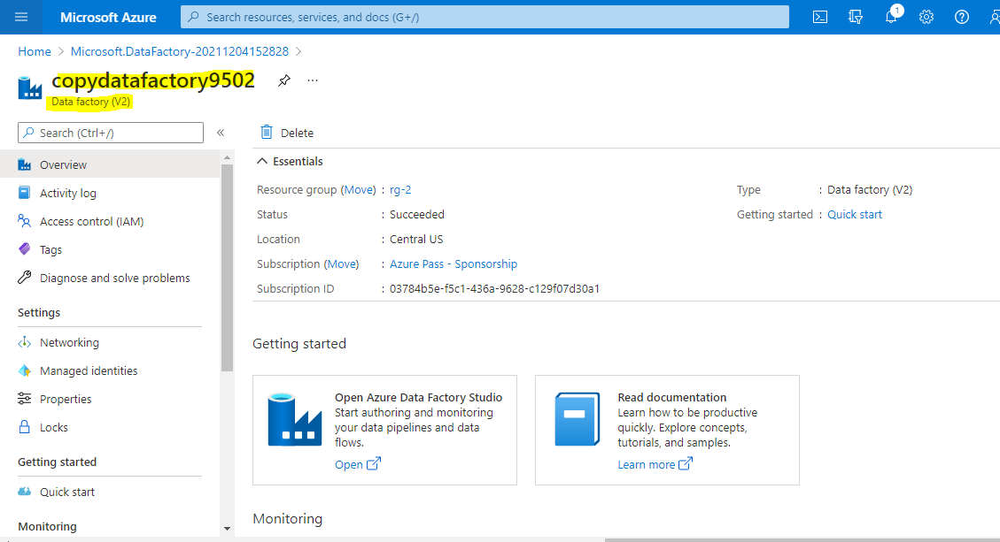 Microsoft Azure
Search resources, services, and docs (G+/)
1
Home > Microsoft.DataFactory-20211204152828 >
copydatafactory9502
...
Data factory (V2)
Search (Ctrl+/)
«
Overview
Activity log
Access control (IAM)
Tags
Diagnose and solve problems
Settings
Networking
Managed identities
Properties
Locks
Getting started
Quick start
Monitoring
Delete
Essentials
Resource group (Move) : rg-2
Status : Succeeded
Location : Central US
Subscription (Move) : Azure Pass - Sponsorship
Subscription ID : 03784b5e-f5c1-436a-9628-c129f07d30a1
Type : Data factory (V2)
Getting started : Quick start
Getting started
Open Azure Data Factory Studio
Start authoring and monitoring
your data pipelines and data
flows.
Open
Read documentation
Learn how to be productive
quickly. Explore concepts,
tutorials, and samples.
Learn more
Monitoring